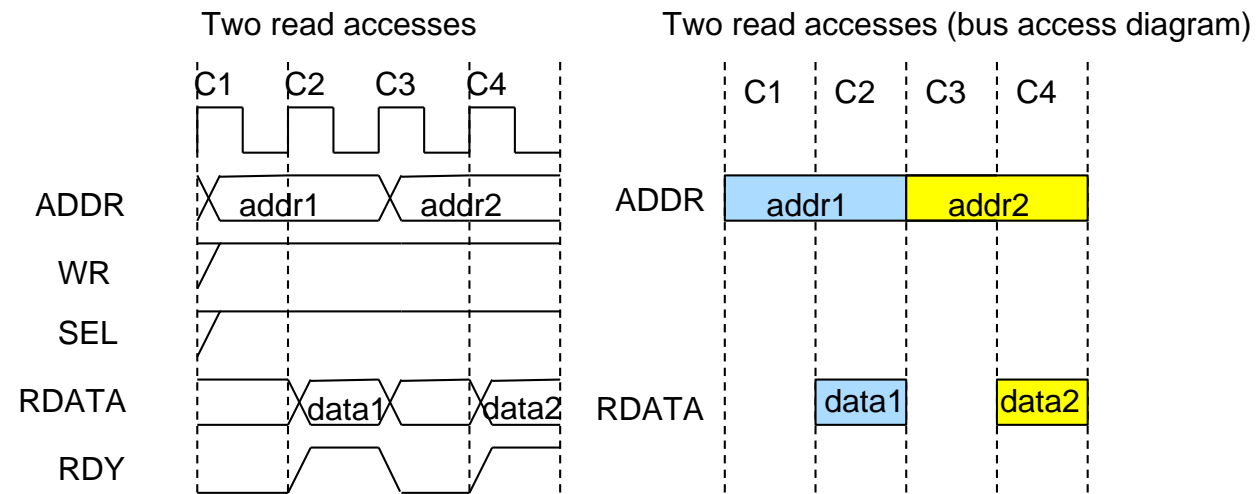 Two read accesses
C1 C2 C3 C4
ADDR addr1 addr2
WR
SEL
RDATA data1 data2
RDY
Two read accesses (bus access diagram)
C1 C2 C3 C4
ADDR addr1 addr2
RDATA data1 data2